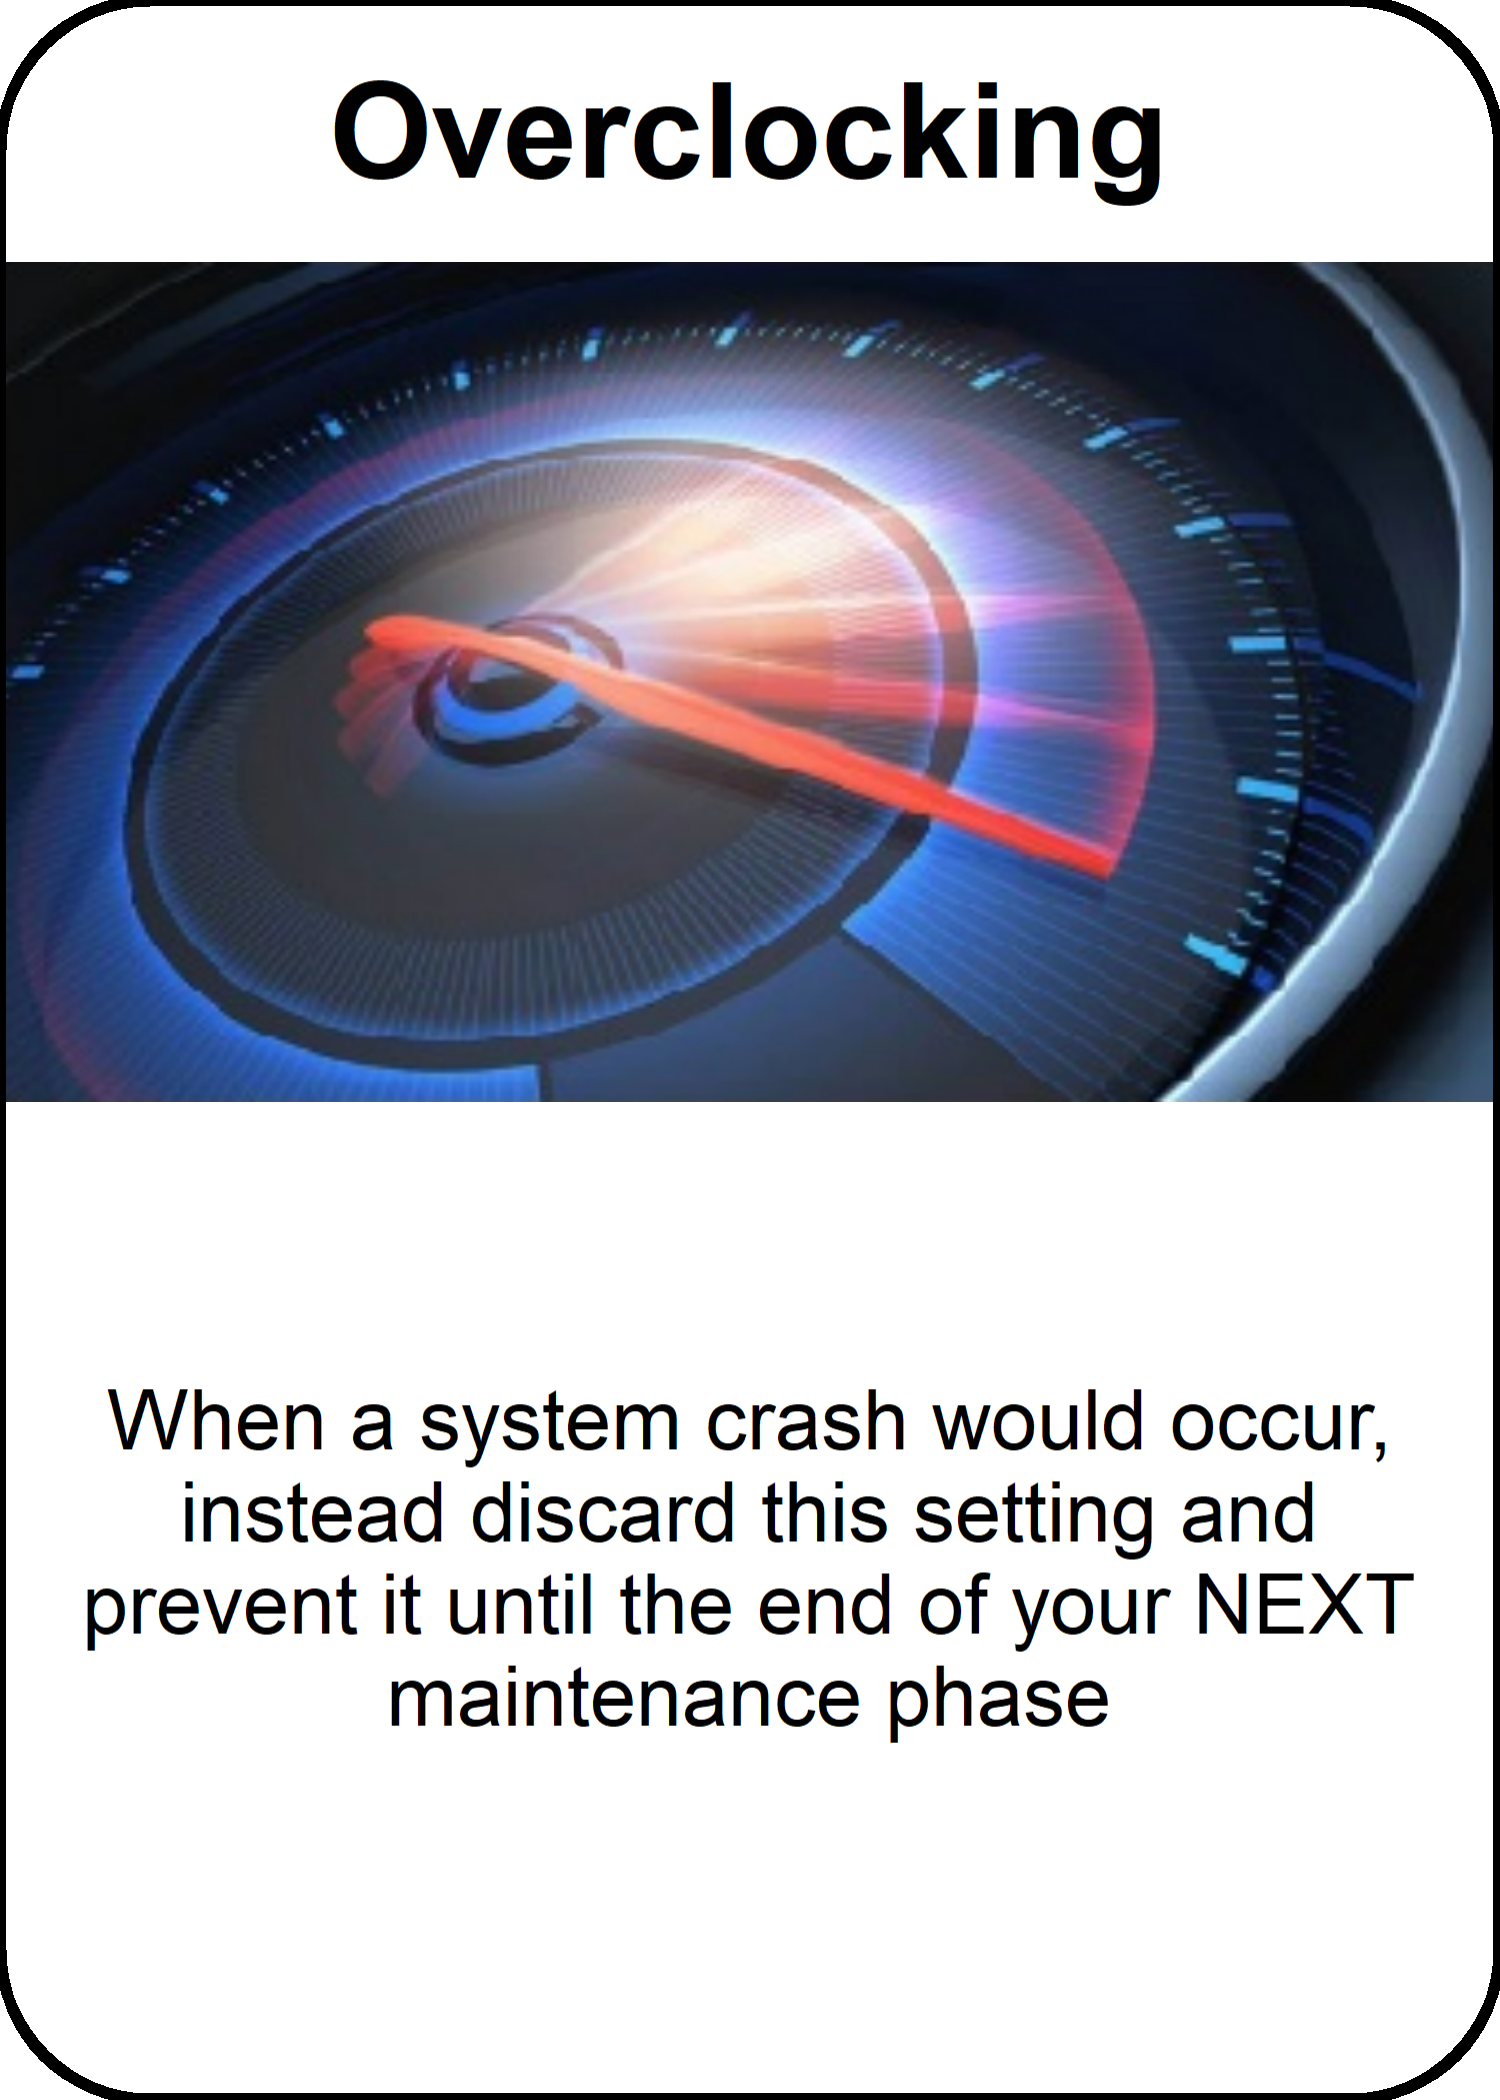 Overclocking
When a system crash would occur,
instead discard this setting and
prevent it until the end of your NEXT
maintenance phase